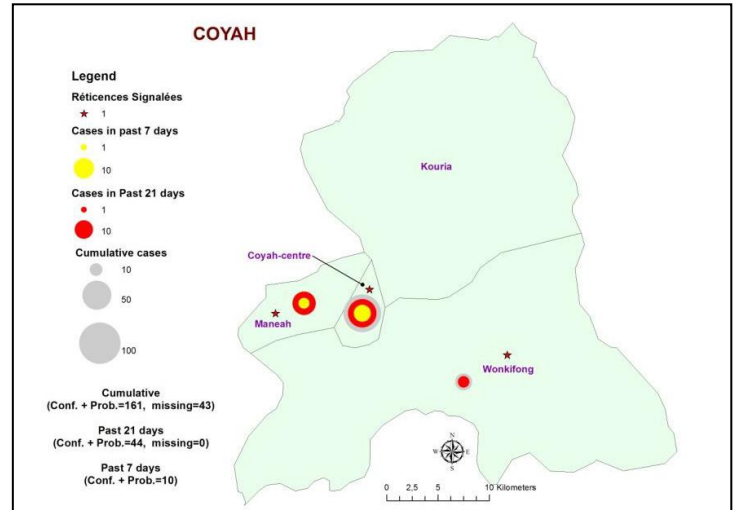 COYAH
Legend
Réticences Signalées
1
Cases in past 7 days
1
10
Cases in Past 21 days
1
10
Cumulative cases
10
50
100
Cumulative
(Conf. + Prob.=161, missing=43)
Past 21 days
(Conf. + Prob.=44, missing=0)
Past 7 days
(Conf. + Prob.=10)
Kouria
Coyah-centre
Maneah
Wonkifong
N
W E
S
0 2,5 5 10 Kilometers